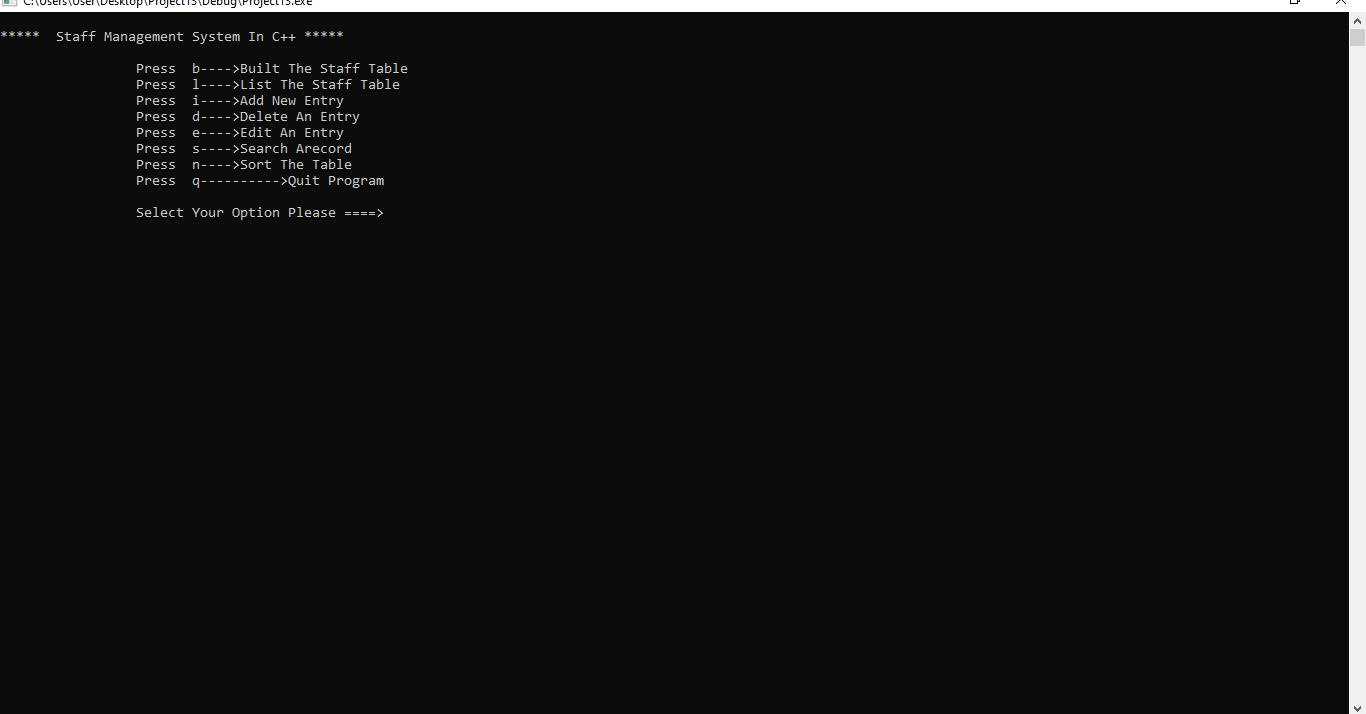 C:\Users\User\Desktop\Project13\Debug\Project13.exe
***** Staff Management System In C++ *****
Press b---->Built The Staff Table
Press l---->List The Staff Table
Press i---->Add New Entry
Press d---->Delete An Entry
Press e---->Edit An Entry
Press s---->Search Arecord
Press n---->Sort The Table
Press q---------->Quit Program
Select Your Option Please ====>